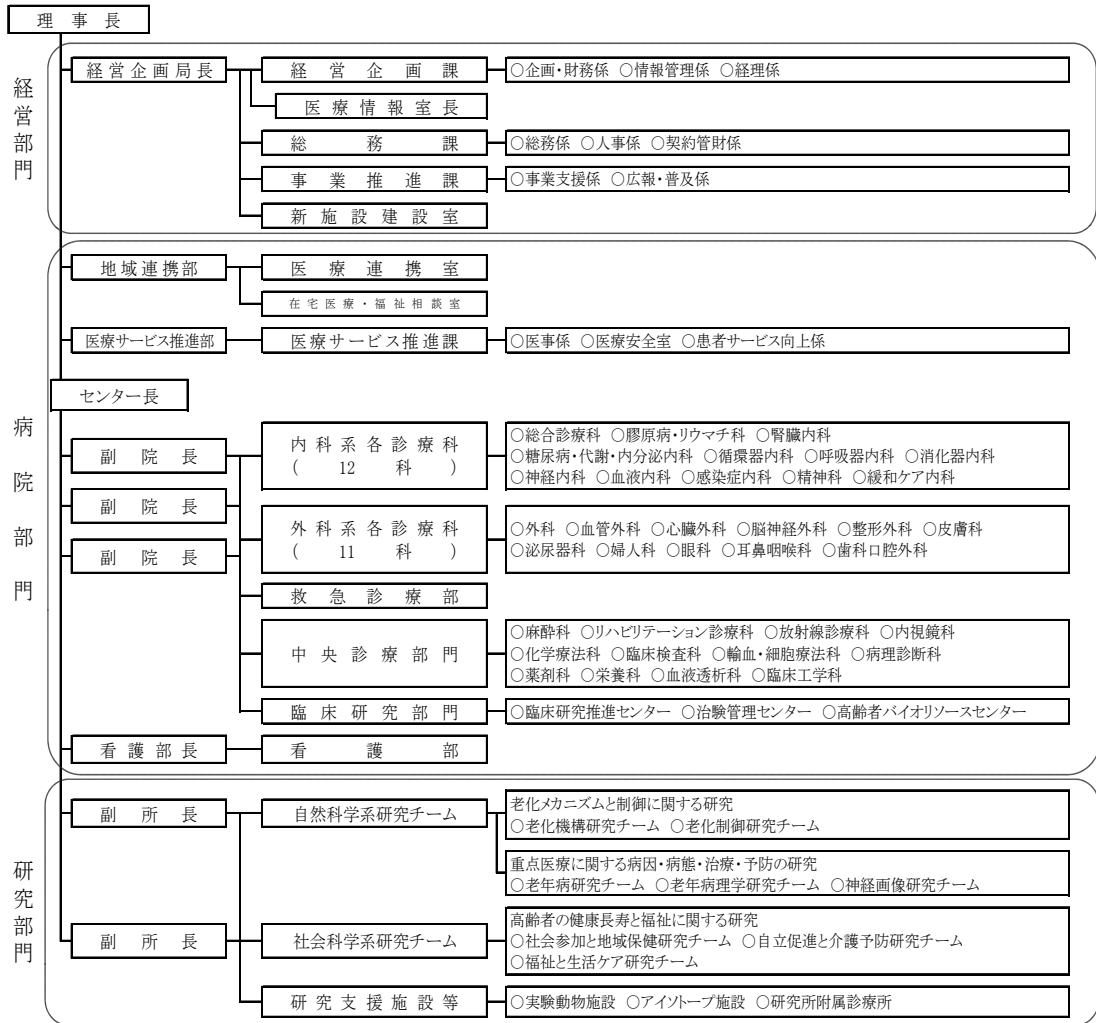 理事長
経営部門
経営企画局長
経営企画課
○企画・財務係 ○情報管理係 ○経理係
医療情報室長
総務課
○総務係 ○人事係 ○契約管財係
事業推進課
○事業支援係 ○広報・普及係
新施設建設室
病院部門
地域連携部
医療連携室
在宅医療・福祉相談室
医療サービス推進部
医療サービス推進課
○医事係 ○医療安全室 ○患者サービス向上係
センター長
副院長
副院長
副院長
内科系各診療科
(12科)
○総合診療科 ○膠原病・リウマチ科 ○腎臓内科
○糖尿病・代謝・内分泌内科 ○循環器内科 ○呼吸器内科 ○消化器内科
○神経内科 ○血液内科 ○感染症内科 ○精神科 ○緩和ケア内科
外科系各診療科
(11科)
○外科 ○血管外科 ○心臓外科 ○脳神経外科 ○整形外科 ○皮膚科
○泌尿器科 ○婦人科 ○眼科 ○耳鼻咽喉科 ○歯科口腔外科
救急診療部
中央診療部門
○麻酔科 ○リハビリテーション診療科 ○放射線診療科 ○内視鏡科
○化学療法科 ○臨床検査科 ○輸血・細胞療法科 ○病理診断科
○薬剤科 ○栄養科 ○血液透析科 ○臨床工学科
臨床研究部門
○臨床研究推進センター ○治験管理センター ○高齢者バイオリソースセンター
看護部長
看護部
研究部門
副所長
自然科学系研究チーム
老化メカニズムと制御に関する研究
○老化機構研究チーム ○老化制御研究チーム
重点医療に関する病因・病態・治療・予防の研究
○老年病研究チーム ○老年病理学研究チーム ○神経画像研究チーム
副所長
社会科学系研究チーム
高齢者の健康長寿と福祉に関する研究
○社会参加と地域保健研究チーム ○自立促進と介護予防研究チーム
○福祉と生活ケア研究チーム
研究支援施設等
○実験動物施設 ○アイソトープ施設 ○研究所附属診療所